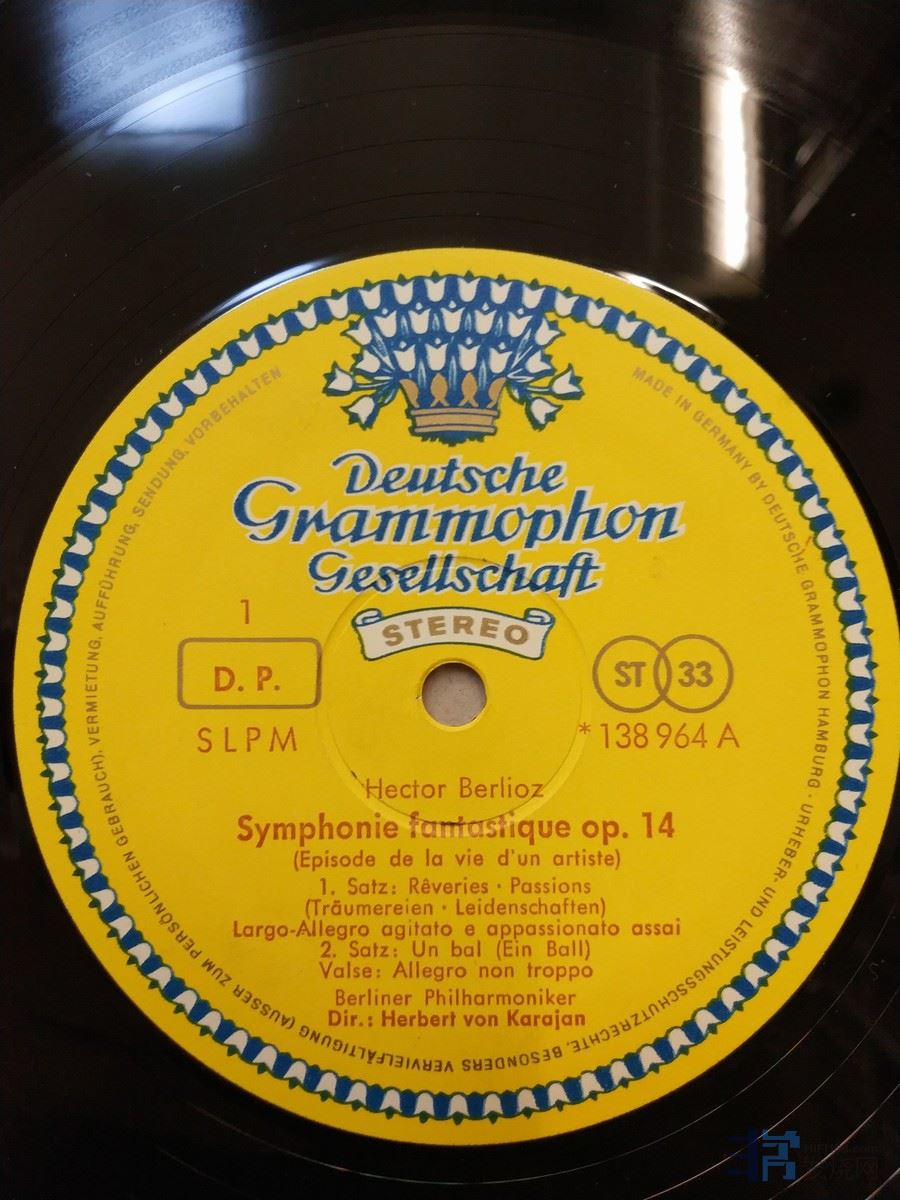 Deutsche
Grammophon
Gesellschaft
STEREO
1
D. P.
SLPM
ST 33
*138 964 A
Hector Berlioz
Symphonie fantastique op. 14
(Episode de la vie d'un artiste)
1. Satz: Rêveries · Passions
(Träumereien · Leidenschaften)
Largo-Allegro agitato e appassionato assai
2. Satz: Un bal (Ein Ball)
Valse: Allegro non troppo
Berliner Philharmoniker
Dir.: Herbert von Karajan
MADE IN GERMANY BY DEUTSCHE GRAMMOPHON HAMBURG · URHEBER- UND LEISTUNGSSCHUTZRECHTE, BESONDERS VERVIELFÄLTIGUNG (AUSSER ZUM PERSÖNLICHEN GEBRAUCH), VERMIETUNG, AUFFÜHRUNG, SENDUNG, VORBEHALTEN